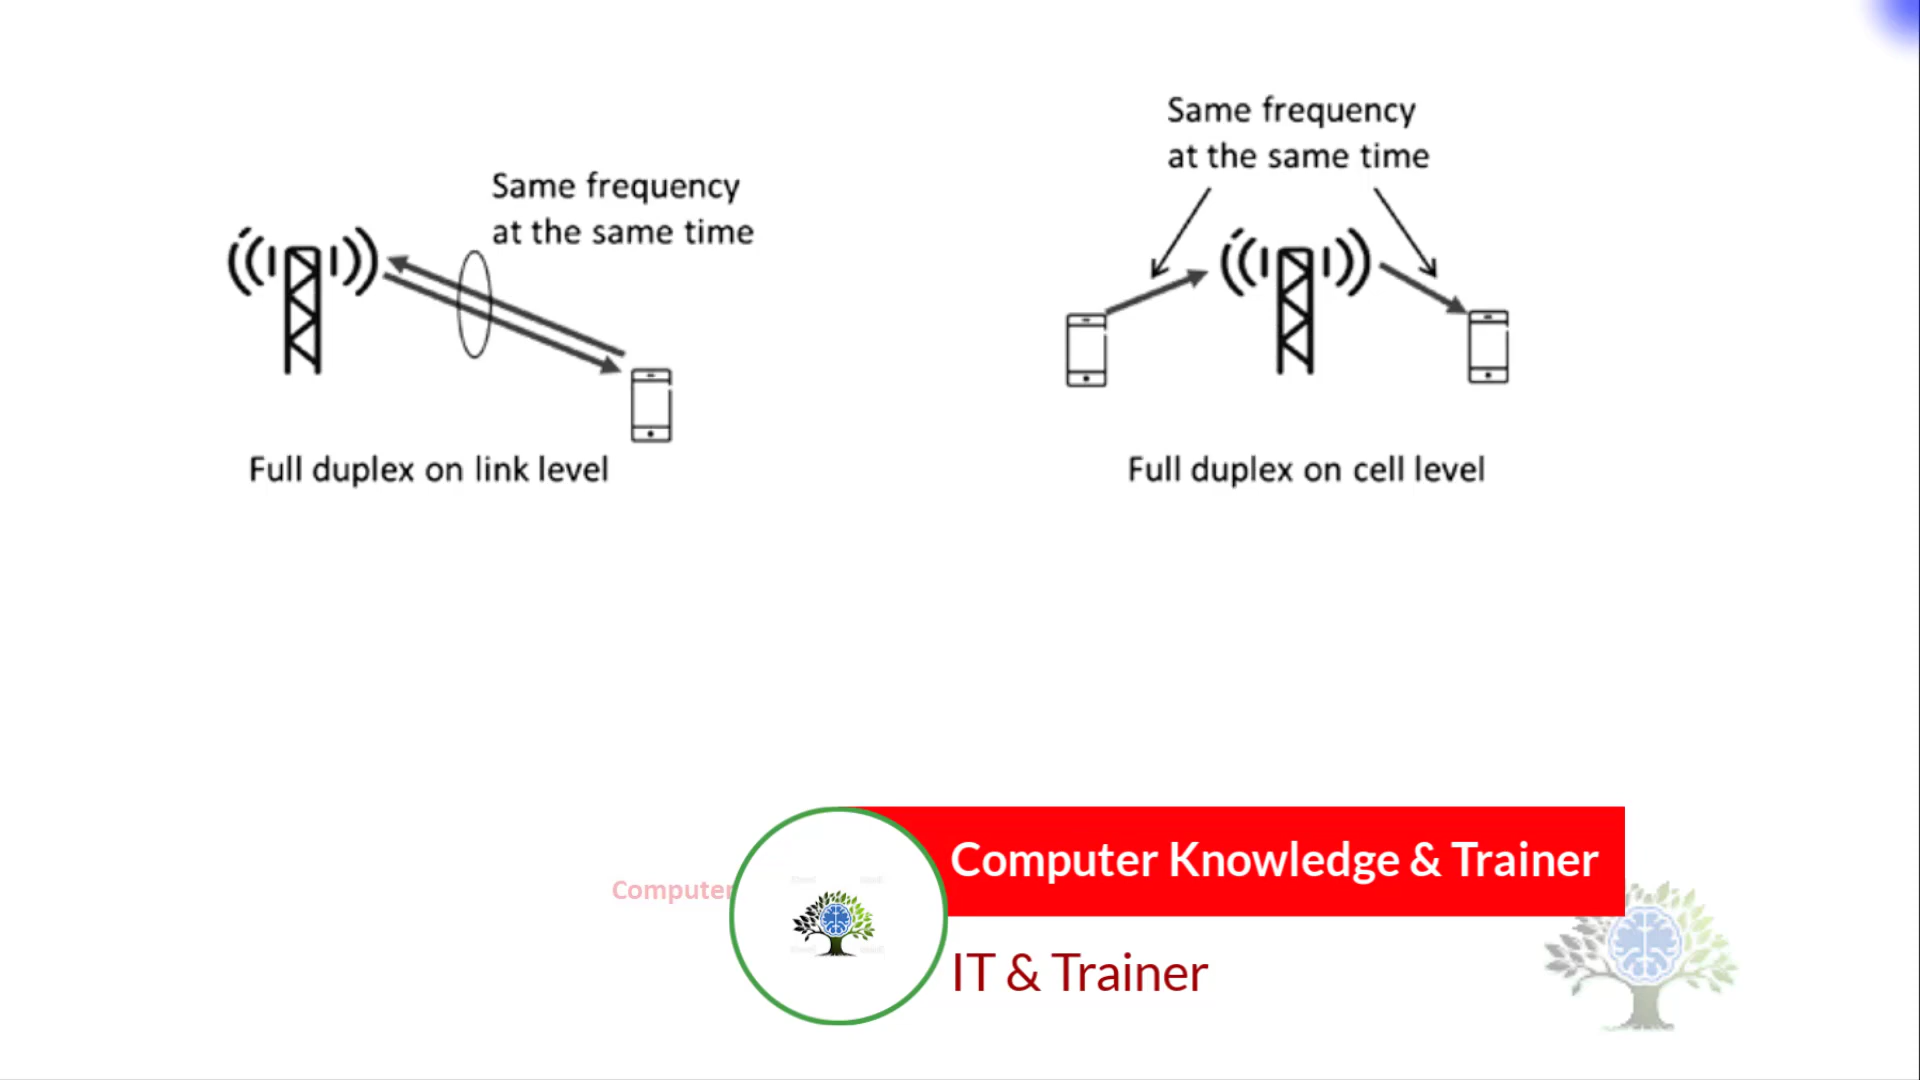 Same frequency
at the same time
Full duplex on link level
Same frequency
at the same time
Full duplex on cell level
Computer
Computer Knowledge & Trainer
IT & Trainer